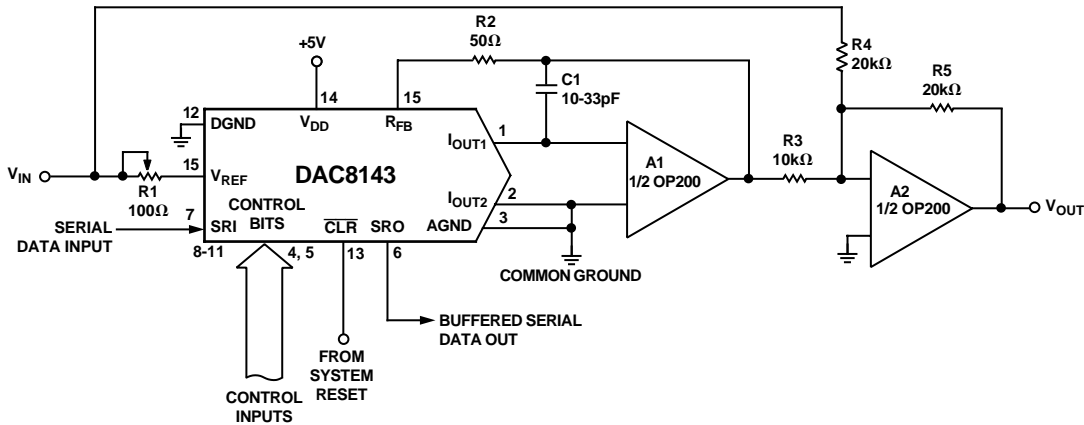 R2
50Ω
+5V
R4
20kΩ
R5
20kΩ
C1
10-33pF
14
15
12
DGND
VDD
RFB
IOUT1
1
R3
10kΩ
A1
1/2 OP200
VIN
15
VREF
DAC8143
A2
1/2 OP200
VOUT
R1
100Ω
CONTROL
BITS
IOUT2
2
7
SERIAL
DATA INPUT
SRI
CLR
SRO
AGND
3
8-11
4, 5
13
6
COMMON GROUND
BUFFERED SERIAL
DATA OUT
FROM
SYSTEM
RESET
CONTROL
INPUTS